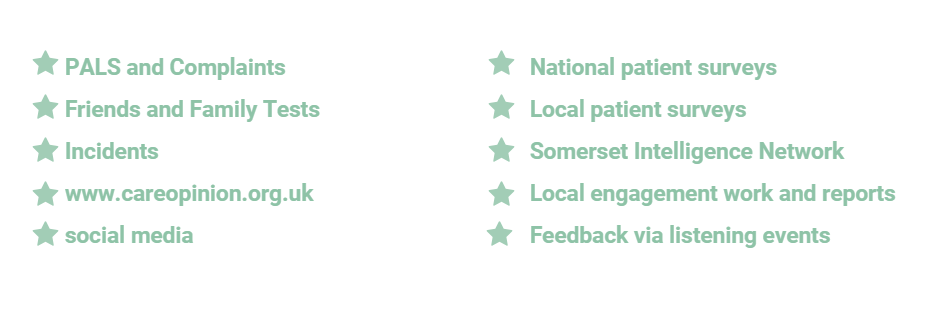 PALS and Complaints
Friends and Family Tests
Incidents
www.careopinion.org.uk
social media
National patient surveys
Local patient surveys
Somerset Intelligence Network
Local engagement work and reports
Feedback via listening events